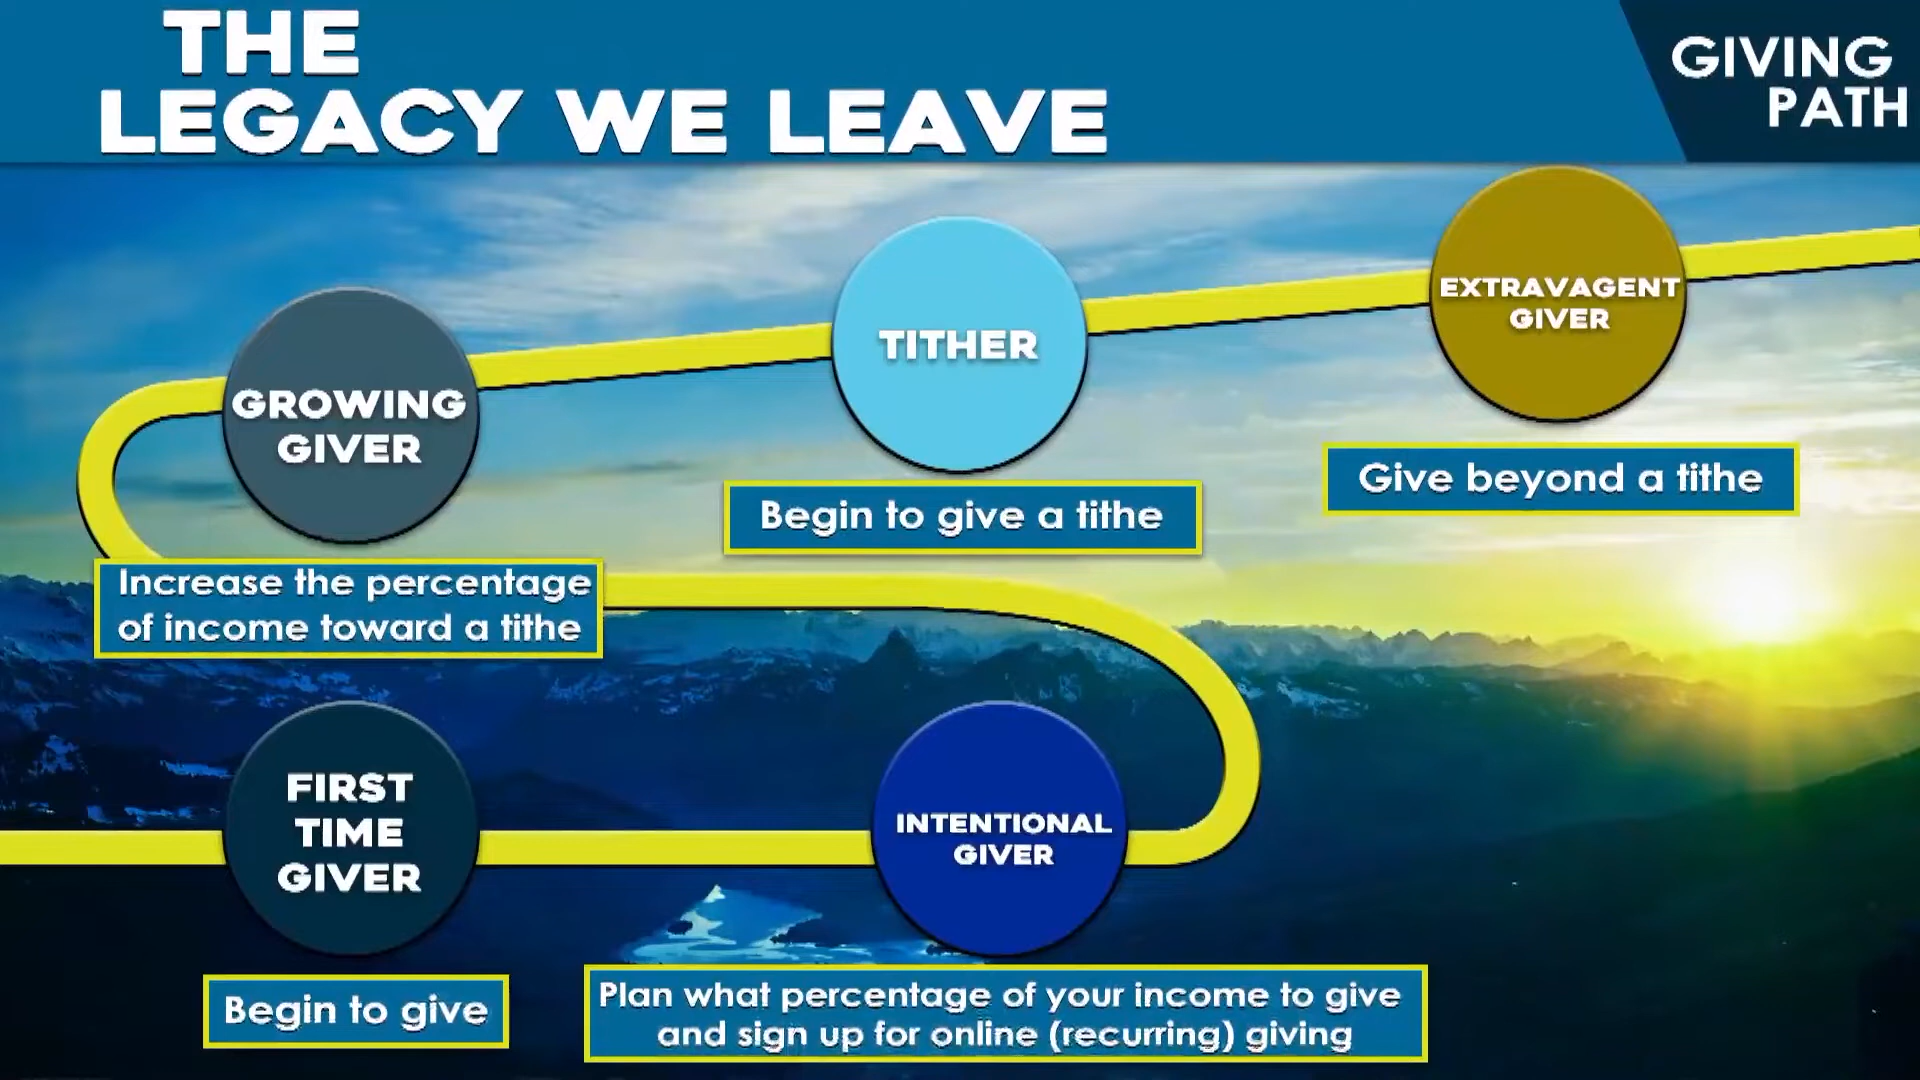 THE
LEGACY WE LEAVE
GIVING
PATH
EXTRAVAGENT
GIVER
TITHER
GROWING
GIVER
Give beyond a tithe
Begin to give a tithe
Increase the percentage
of income toward a tithe
FIRST
TIME
GIVER
INTENTIONAL
GIVER
Begin to give
Plan what percentage of your income to give
and sign up for online (recurring) giving